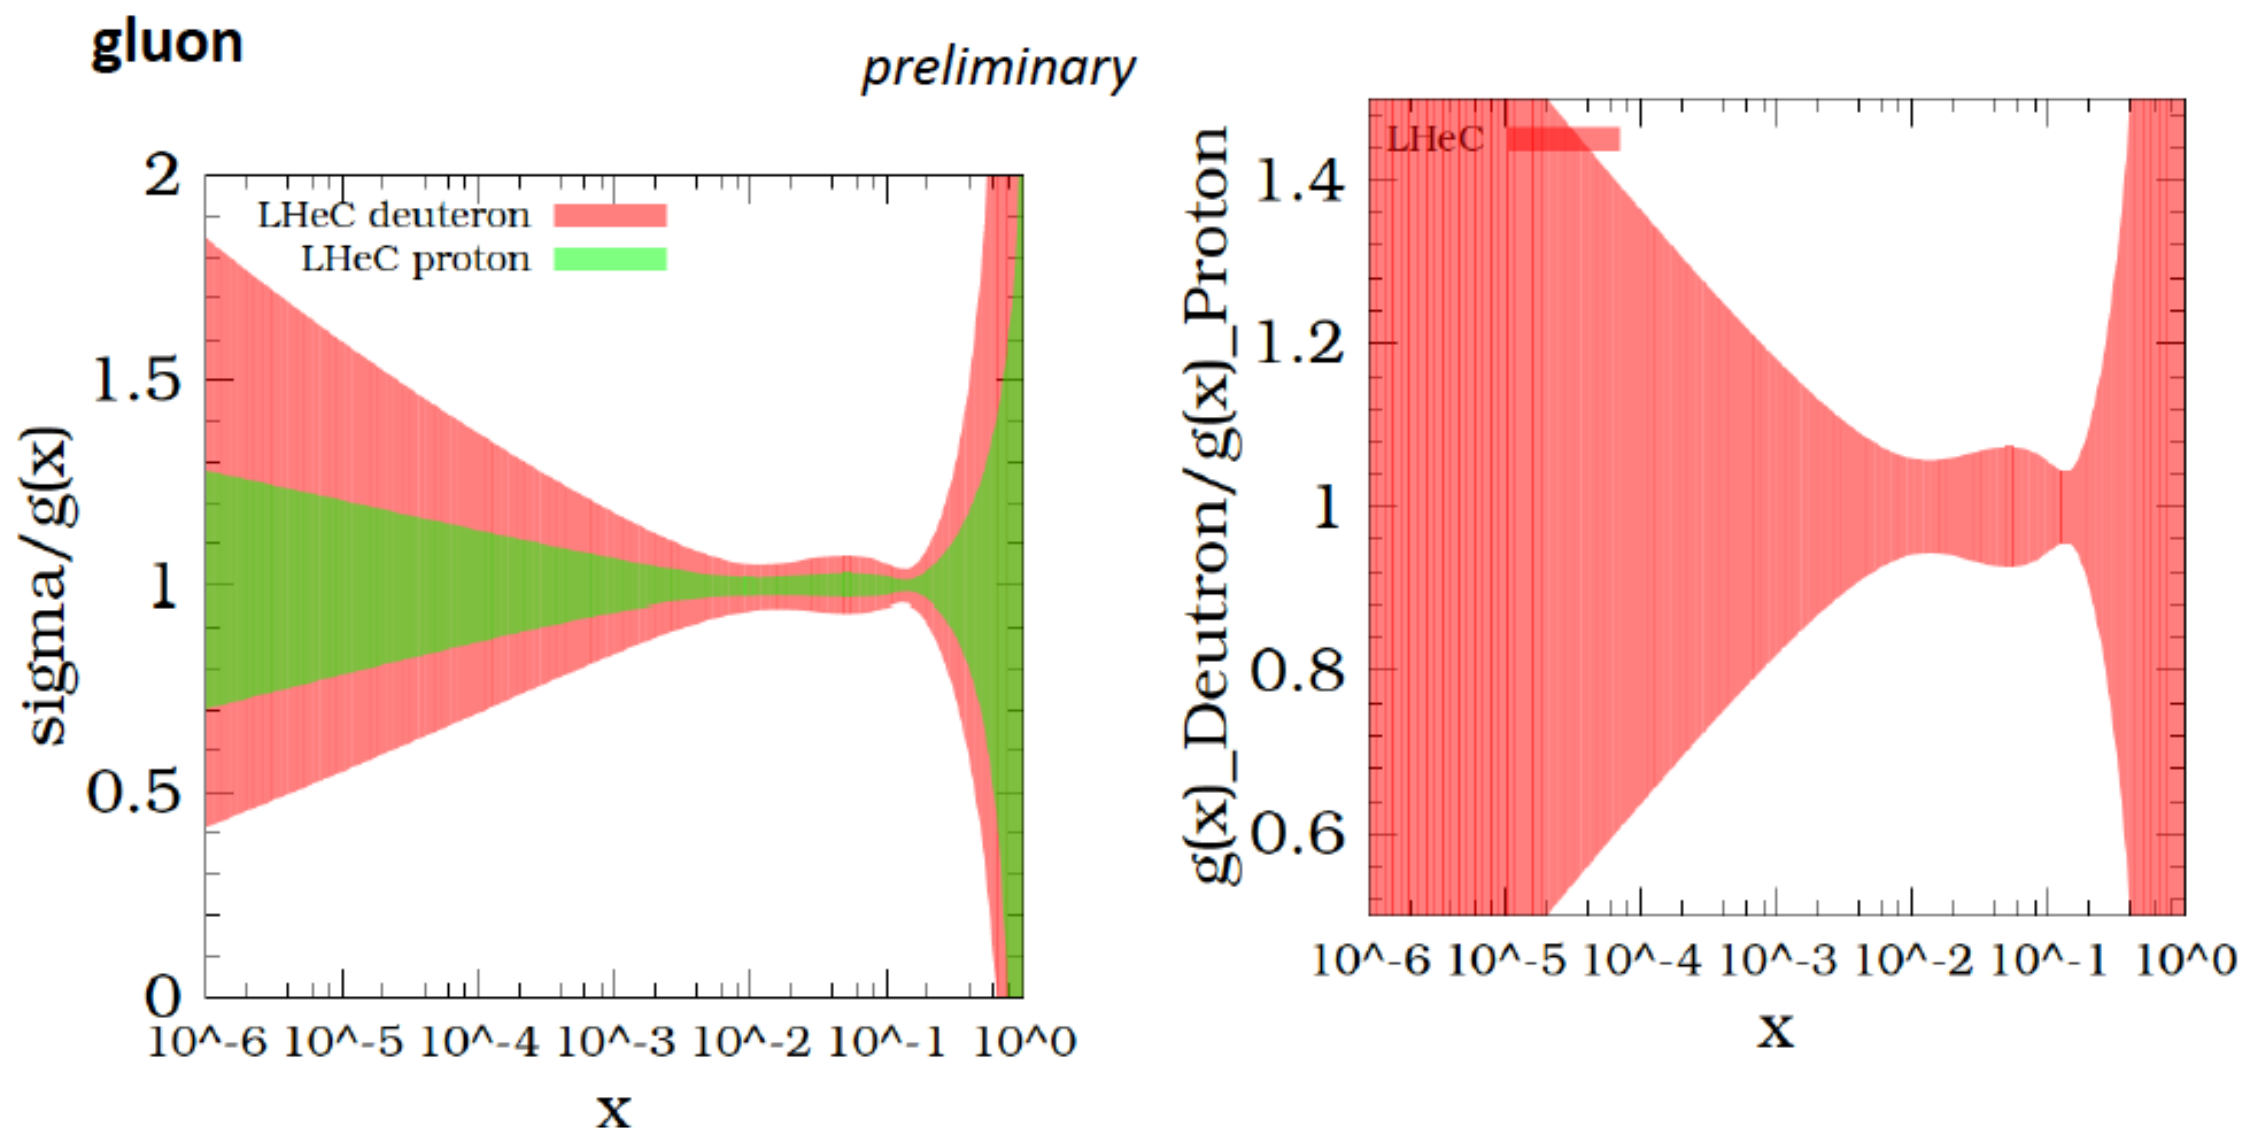 gluon
preliminary
2
1.5
1
0.5
0
sigma/g(x)
LHeC deuteron
LHeC proton
10^-6 10^-5 10^-4 10^-3 10^-2 10^-1 10^0
x
1.4
1.2
1
0.8
0.6
g(x)_Deutron/g(x)_Proton
LHeC
10^-6 10^-5 10^-4 10^-3 10^-2 10^-1 10^0
x